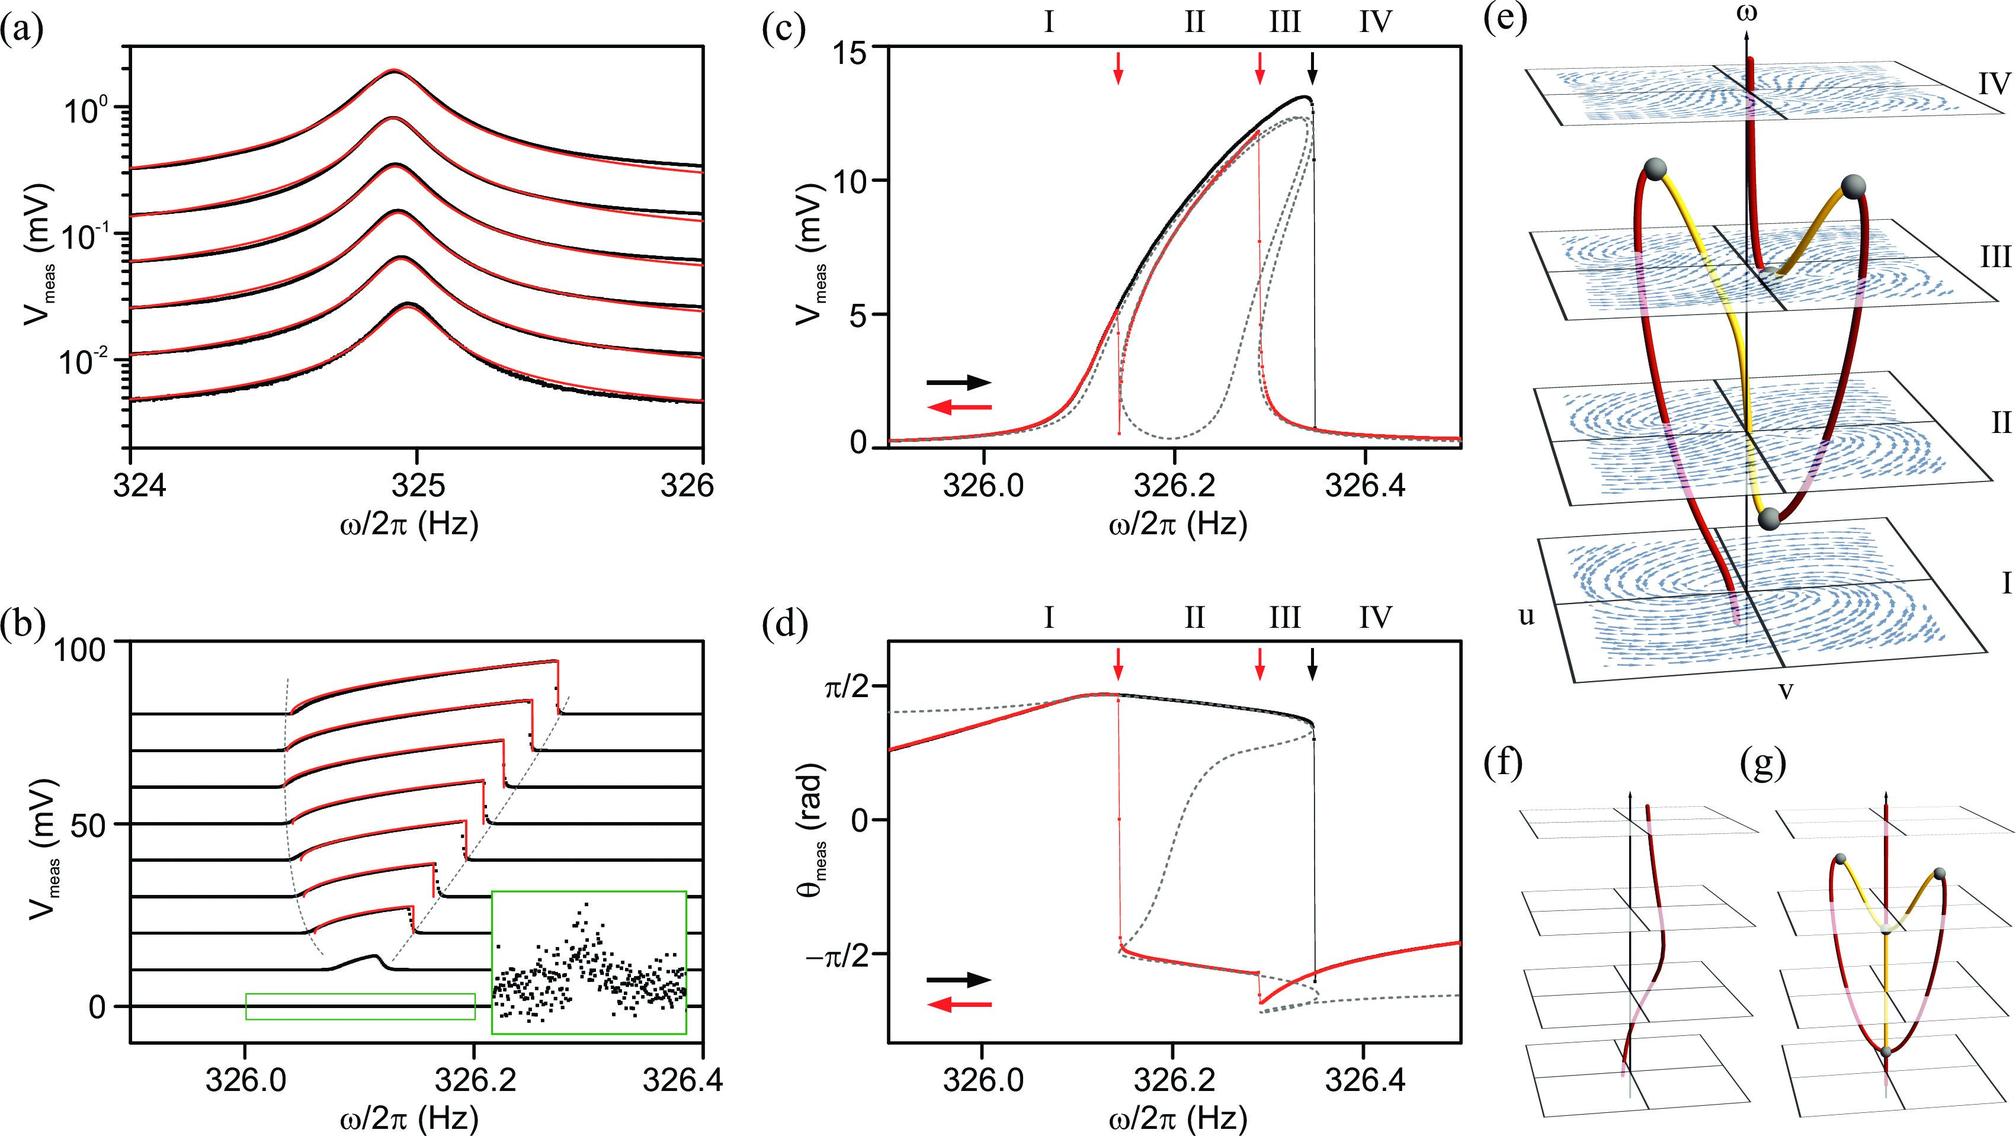 (a)
10⁰
10⁻¹
10⁻²
V_meas (mV)
324 325 326
ω/2π (Hz)
(b)
100
50
0
V_meas (mV)
326.0 326.2 326.4
ω/2π (Hz)
(c)
I II III IV
15
10
5
0
V_meas (mV)
326.0 326.2 326.4
ω/2π (Hz)
(d)
I II III IV
π/2
0
−π/2
θ_meas (rad)
326.0 326.2 326.4
ω/2π (Hz)
(e)
ω
IV
III
II
I
u
v
(f)
(g)